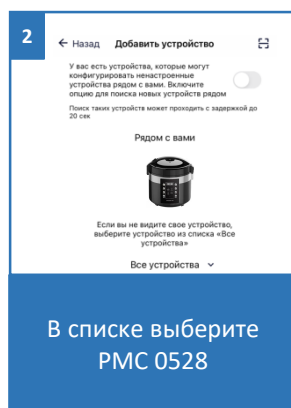 2
← Назад Добавить устройство
У вас есть устройства, которые могут
конфигурировать ненастроенные
устройства рядом с вами. Включите
опцию для поиска новых устройств рядом
Поиск таких устройств может проходить с задержкой до
20 сек
Рядом с вами
Если вы не видите свое устройство,
выберите устройство из списка «Все
устройства»
Все устройства
В списке выберите
РМС 0528